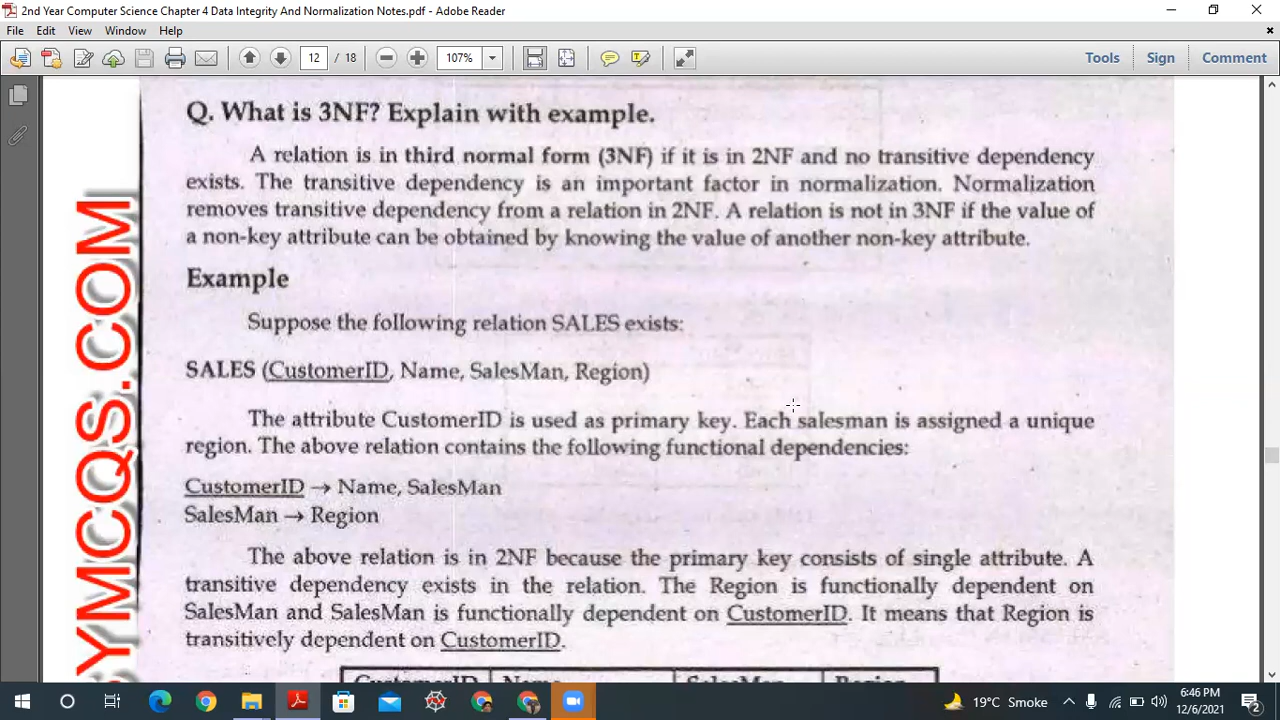 2nd Year Computer Science Chapter 4 Data Integrity And Normalization Notes.pdf - Adobe Reader
File Edit View Window Help
12 / 18 107% Tools Sign Comment
Q. What is 3NF? Explain with example.
A relation is in third normal form (3NF) if it is in 2NF and no transitive dependency
exists. The transitive dependency is an important factor in normalization. Normalization
removes transitive dependency from a relation in 2NF. A relation is not in 3NF if the value of
a non-key attribute can be obtained by knowing the value of another non-key attribute.
Example
Suppose the following relation SALES exists:
SALES (CustomerID, Name, SalesMan, Region)
The attribute CustomerID is used as primary key. Each salesman is assigned a unique
region. The above relation contains the following functional dependencies:
CustomerID → Name, SalesMan
SalesMan → Region
The above relation is in 2NF because the primary key consists of single attribute. A
transitive dependency exists in the relation. The Region is functionally dependent on
SalesMan and SalesMan is functionally dependent on CustomerID. It means that Region is
transitively dependent on CustomerID.
CustomerID Name SalesMan Region
YMCQS.COM
19°C Smoke
6:46 PM
12/6/2021
2